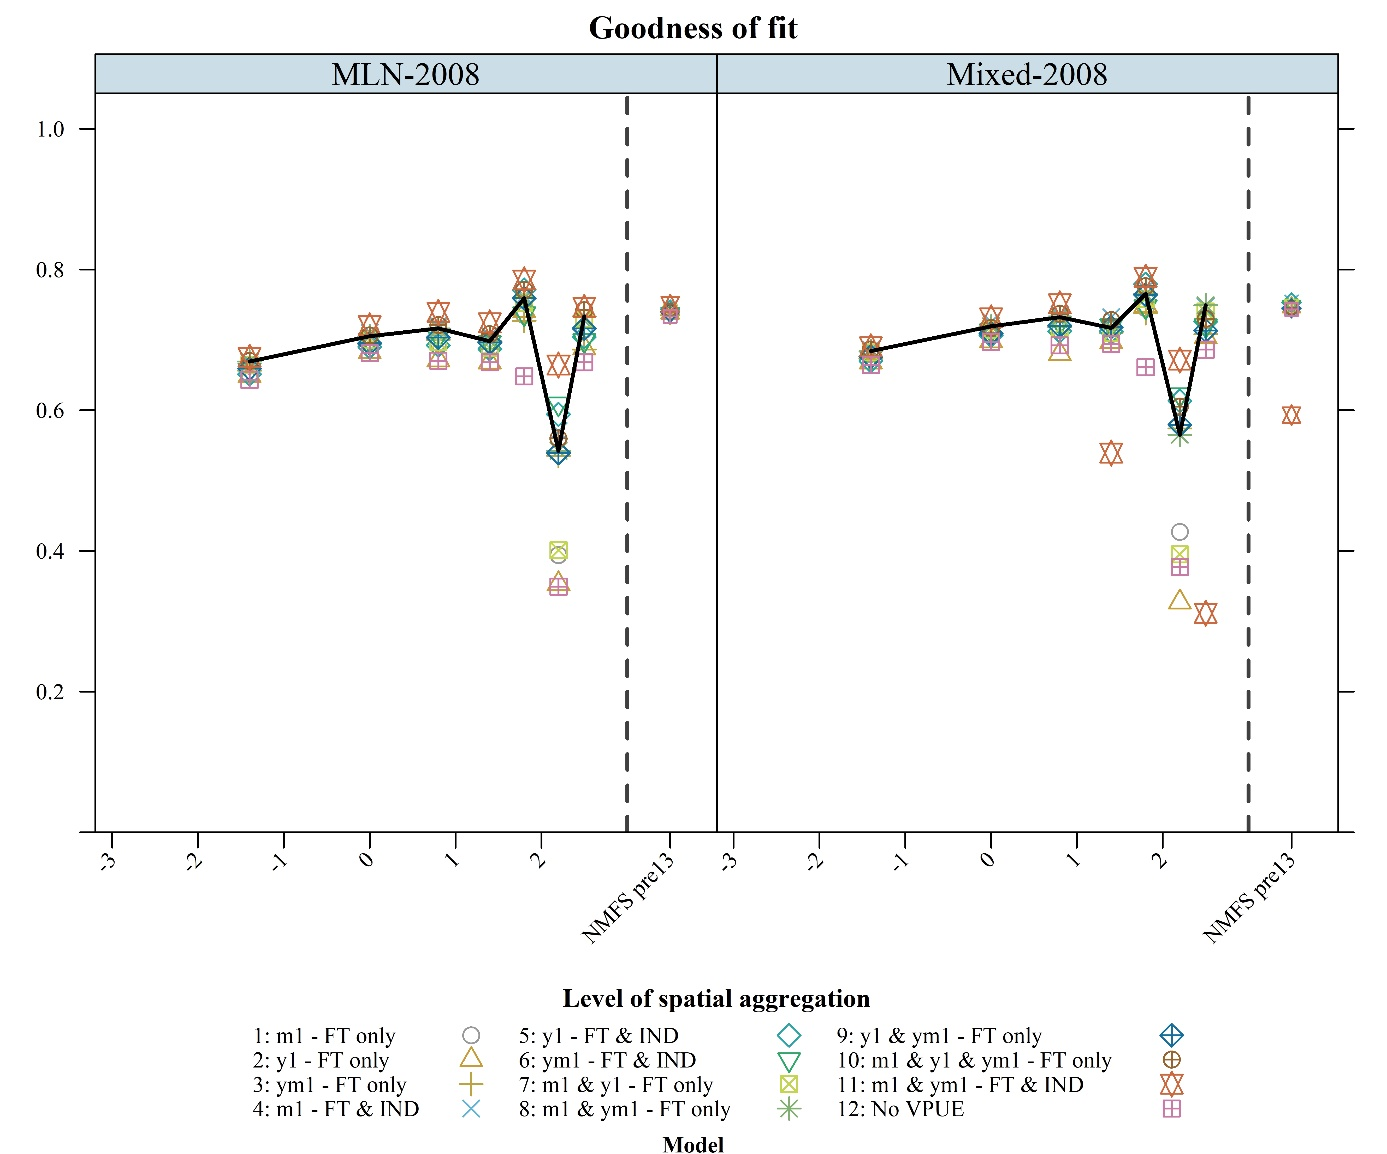 Goodness of fit
MLN-2008 Mixed-2008
1.0
0.8
0.6
0.4
0.2
-3 -2 -1 0 1 2 NMFS pre13 -3 -2 -1 0 1 2 NMFS pre13
Level of spatial aggregation
1: m1 - FT only 5: y1 - FT & IND 9: y1 & ym1 - FT only
2: y1 - FT only 6: ym1 - FT & IND 10: m1 & y1 & ym1 - FT only
3: ym1 - FT only 7: m1 & y1 - FT only 11: m1 & ym1 - FT & IND
4: m1 - FT & IND 8: m1 & ym1 - FT only 12: No VPUE
Model